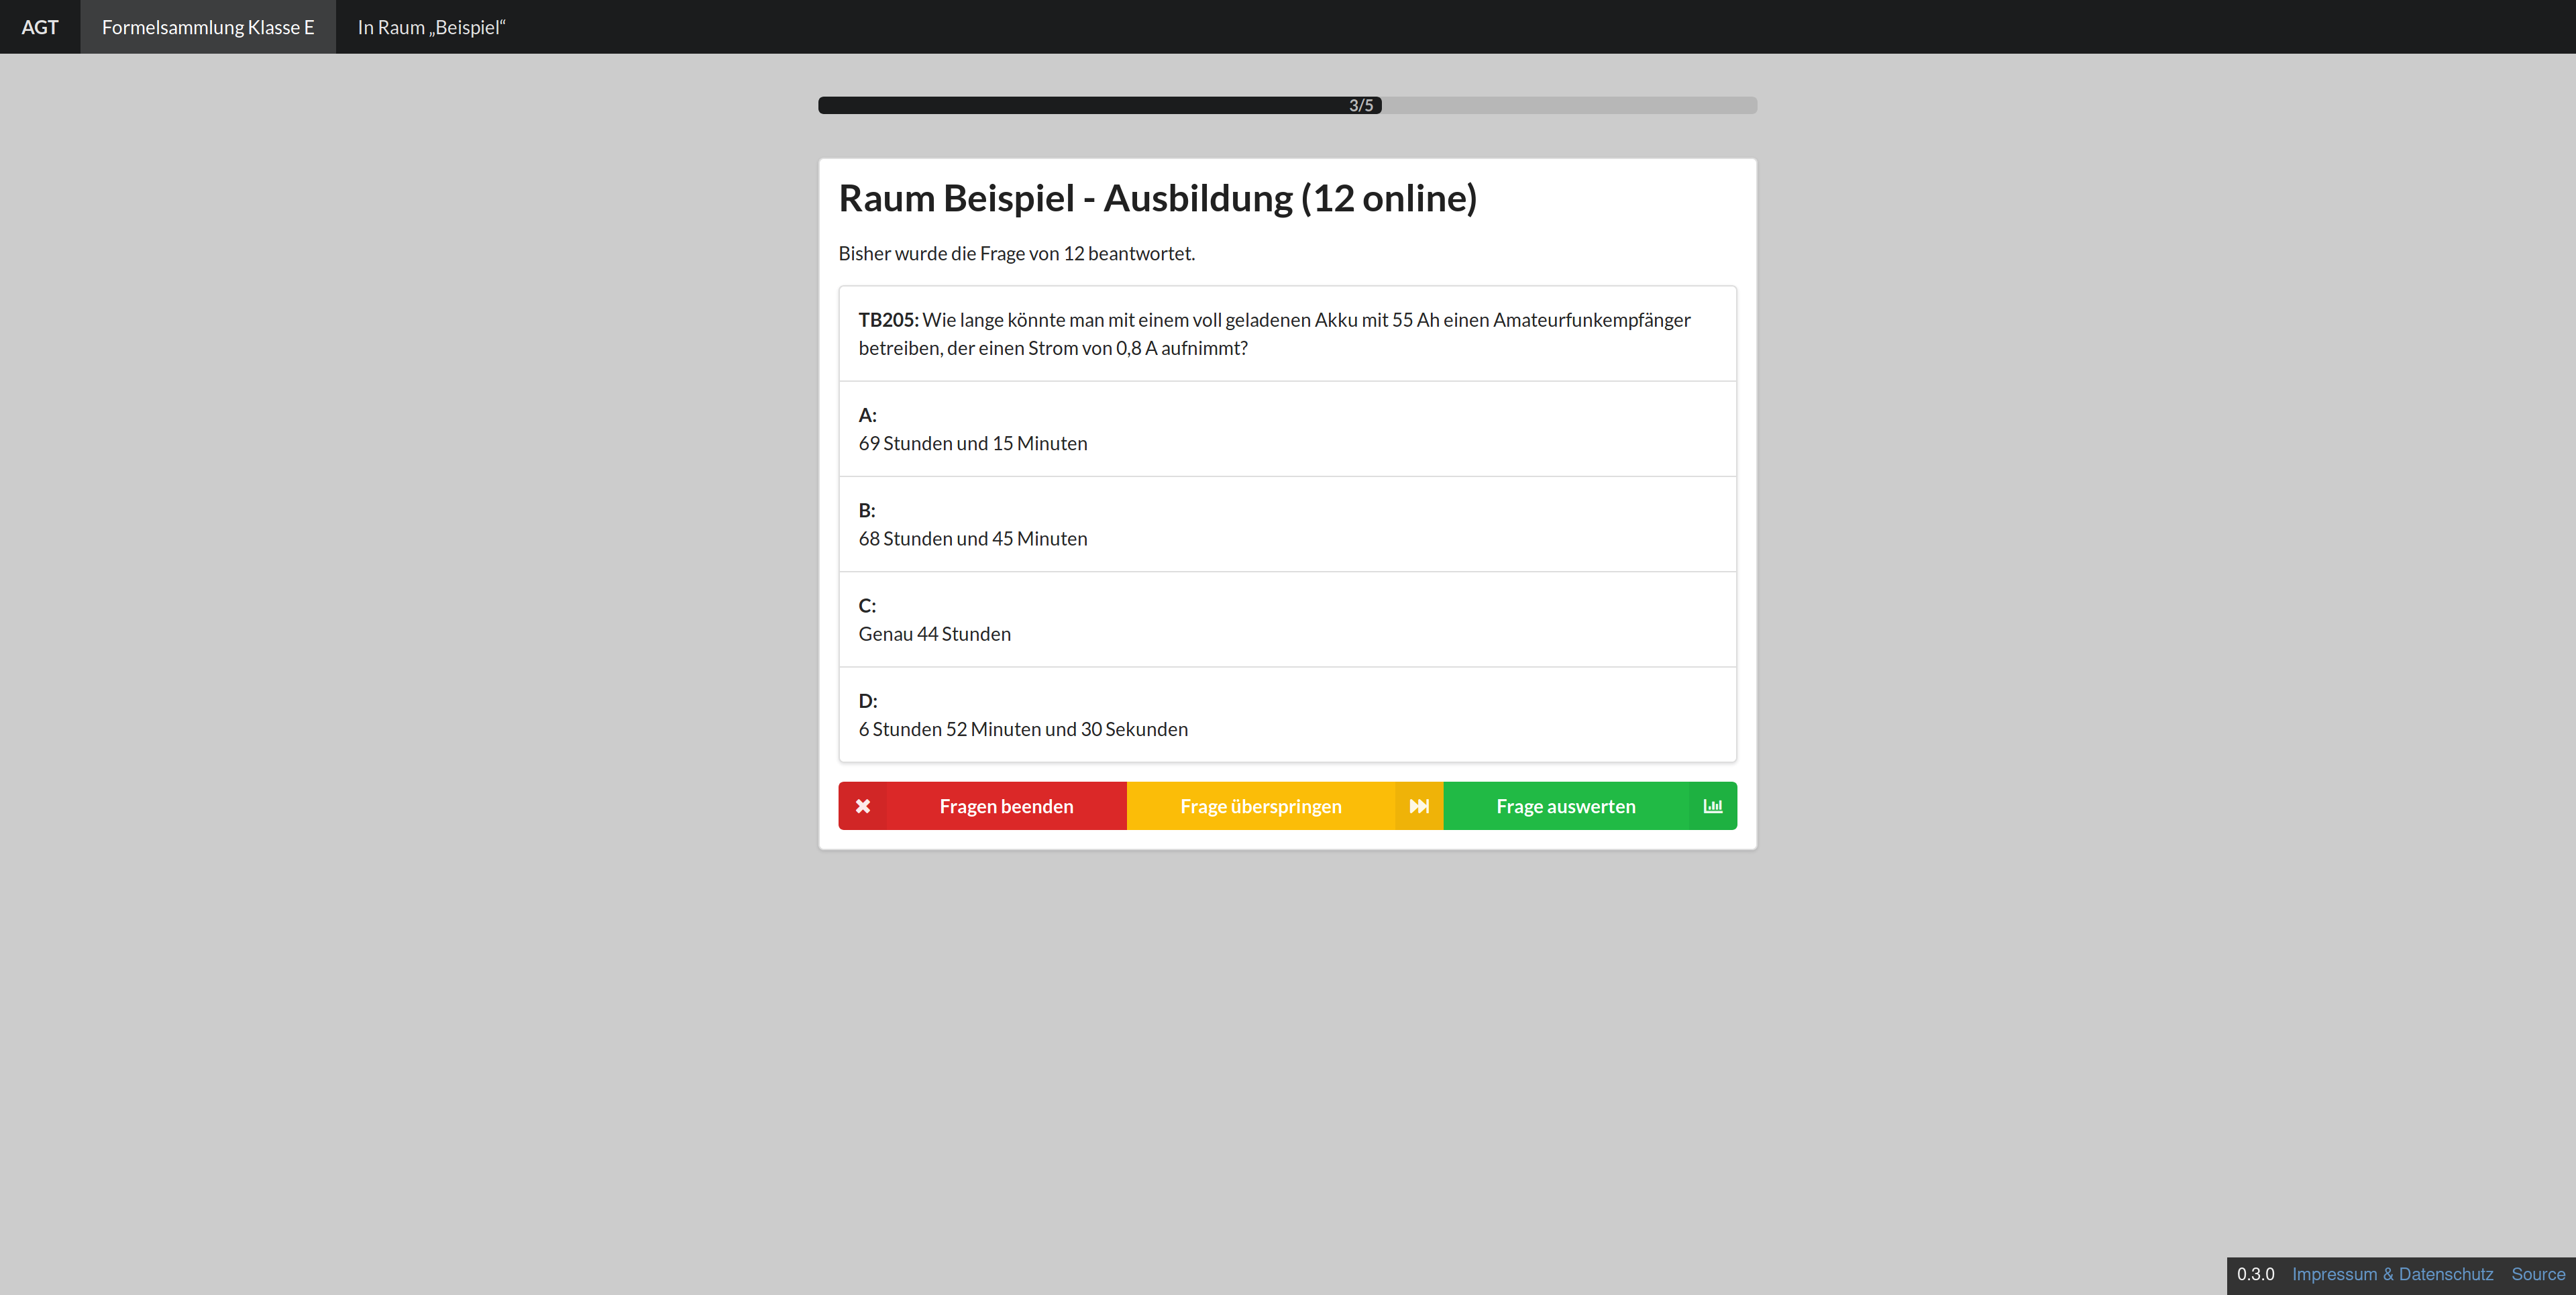 AGT Formelsammlung Klasse E In Raum „Beispiel“
3/5
Raum Beispiel - Ausbildung (12 online)
Bisher wurde die Frage von 12 beantwortet.
TB205: Wie lange könnte man mit einem voll geladenen Akku mit 55 Ah einen Amateurfunkempfänger
betreiben, der einen Strom von 0,8 A aufnimmt?
A:
69 Stunden und 15 Minuten
B:
68 Stunden und 45 Minuten
C:
Genau 44 Stunden
D:
6 Stunden 52 Minuten und 30 Sekunden
Fragen beenden Frage überspringen Frage auswerten
0.3.0 Impressum & Datenschutz Source